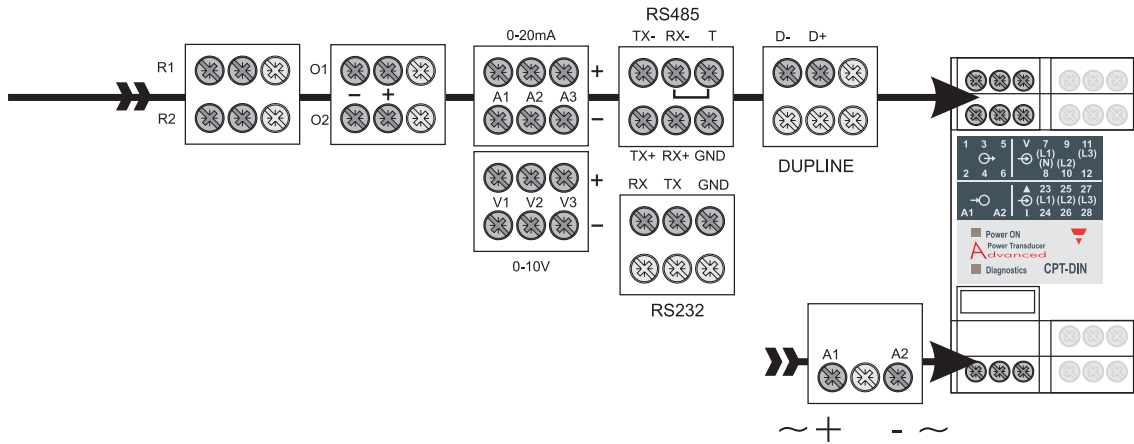 RS485
0-20mA
TX- RX- T
D- D+
R1
O1
+
- +
A1 A2 A3
R2
O2
-
TX+ RX+ GND
DUPLINE
RX TX GND
+
V1 V2 V3
-
0-10V
RS232
1 3 5 V 7 9 11
(L1) (L3)
(N) (L2)
2 4 6 8 10 12
▲ 23 25 27
(L1) (L2) (L3)
A1 A2 I 24 26 28
Power ON
Power Transducer
Advanced
Diagnostics CPT-DIN
A1 A2
~ + - ~